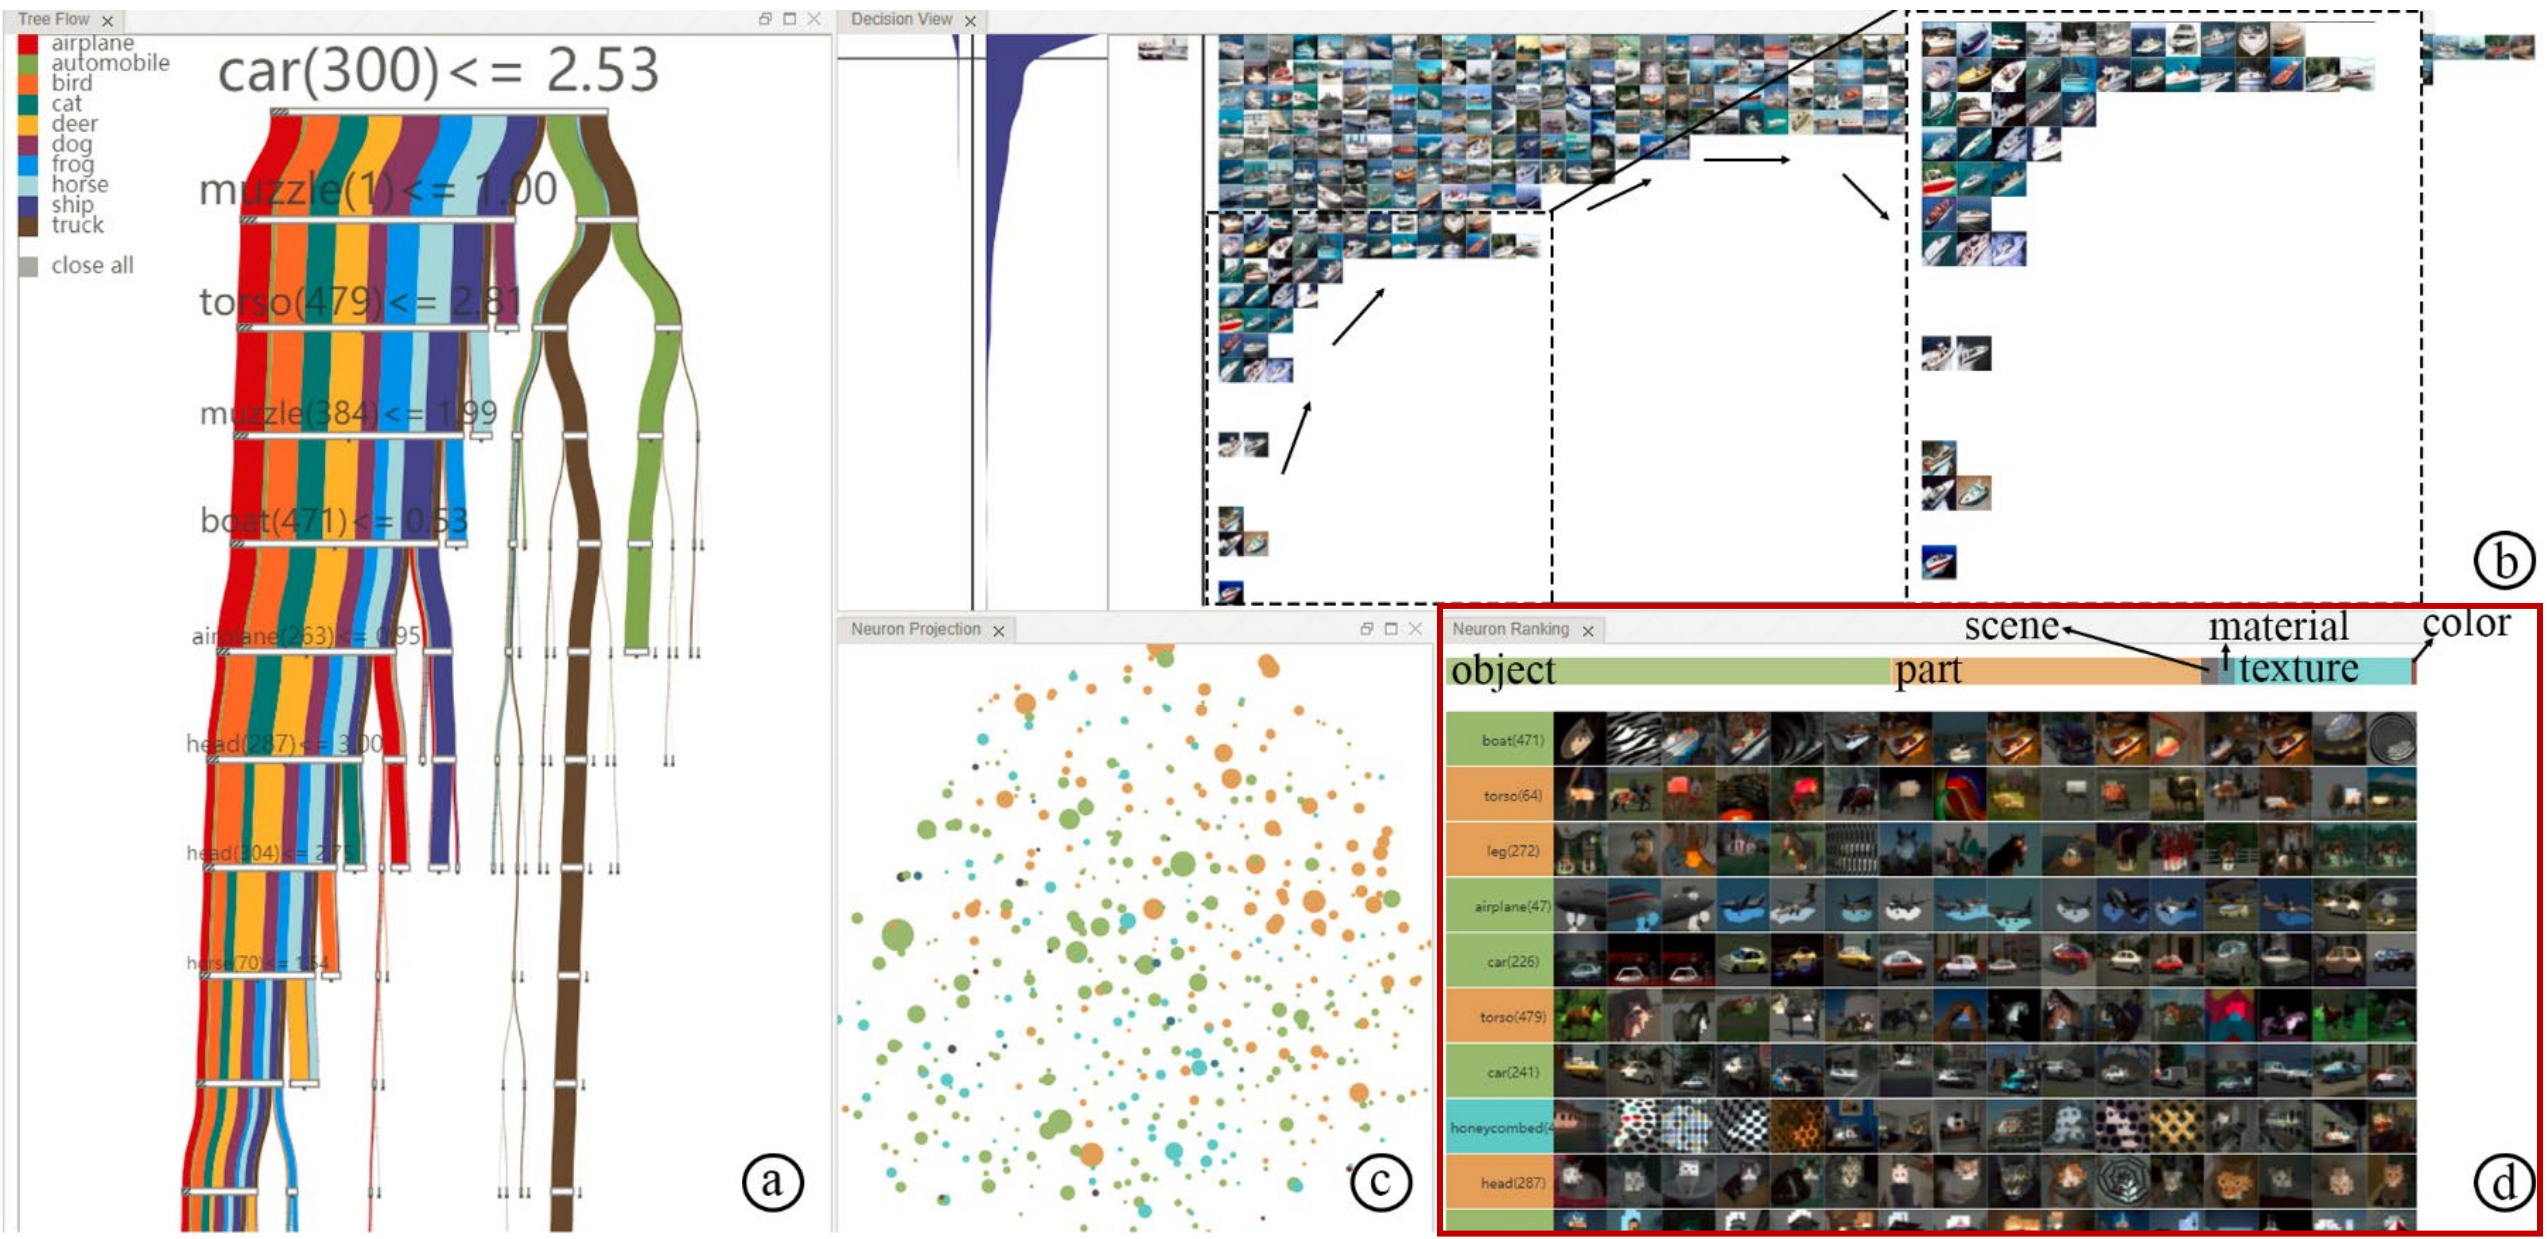 Tree Flow
airplane
automobile
bird
cat
deer
dog
frog
horse
ship
truck
close all
car(300)<= 2.53
muzzle(1)<= 1.00
torso(479)<= 2.81
muzzle(384)<= 1.99
boat(471)<= 0.53
airplane(263)<= 0.95
head(287)<= 3.00
head(304)<= 2.75
horse(70)<= 1.54
a
Decision View
b
Neuron Projection
c
Neuron Ranking
scene
material
color
object
part
texture
boat(471)
torso(64)
leg(272)
airplane(47)
car(226)
torso(479)
car(241)
honeycombed(4
head(287)
d